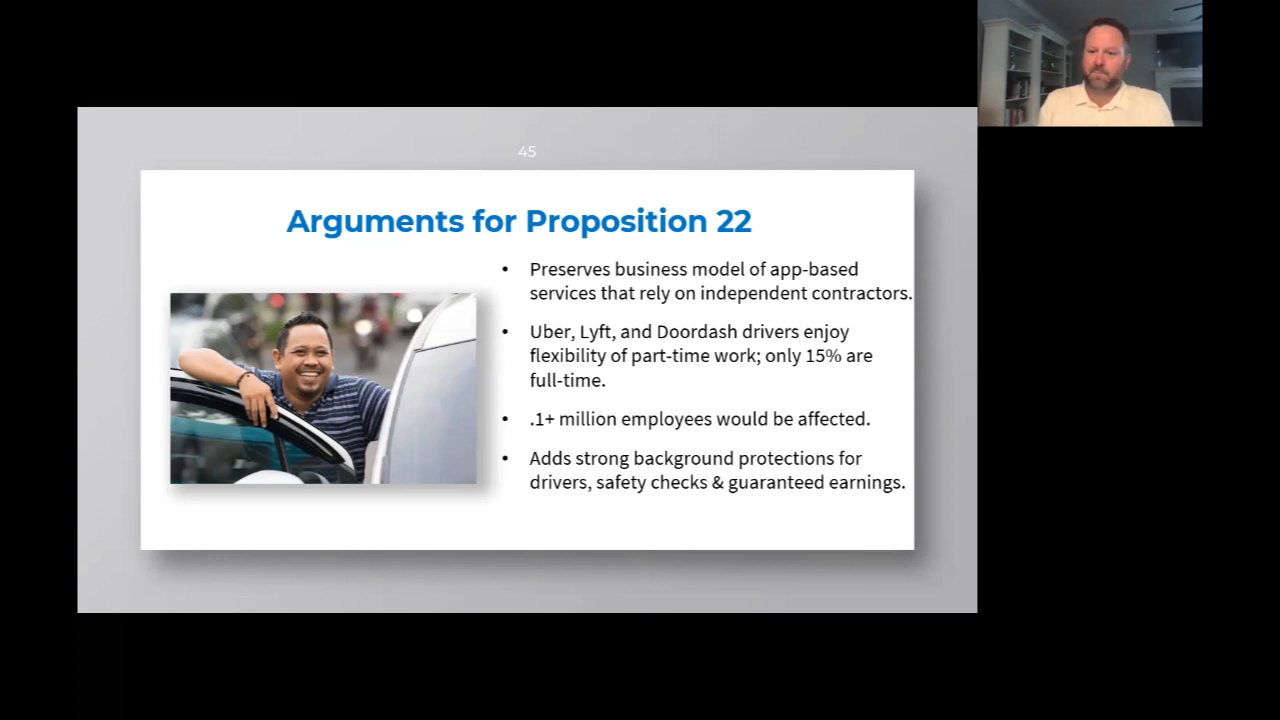 45
Arguments for Proposition 22
• Preserves business model of app-based
services that rely on independent contractors.
• Uber, Lyft, and Doordash drivers enjoy
flexibility of part-time work; only 15% are
full-time.
• .1+ million employees would be affected.
• Adds strong background protections for
drivers, safety checks & guaranteed earnings.